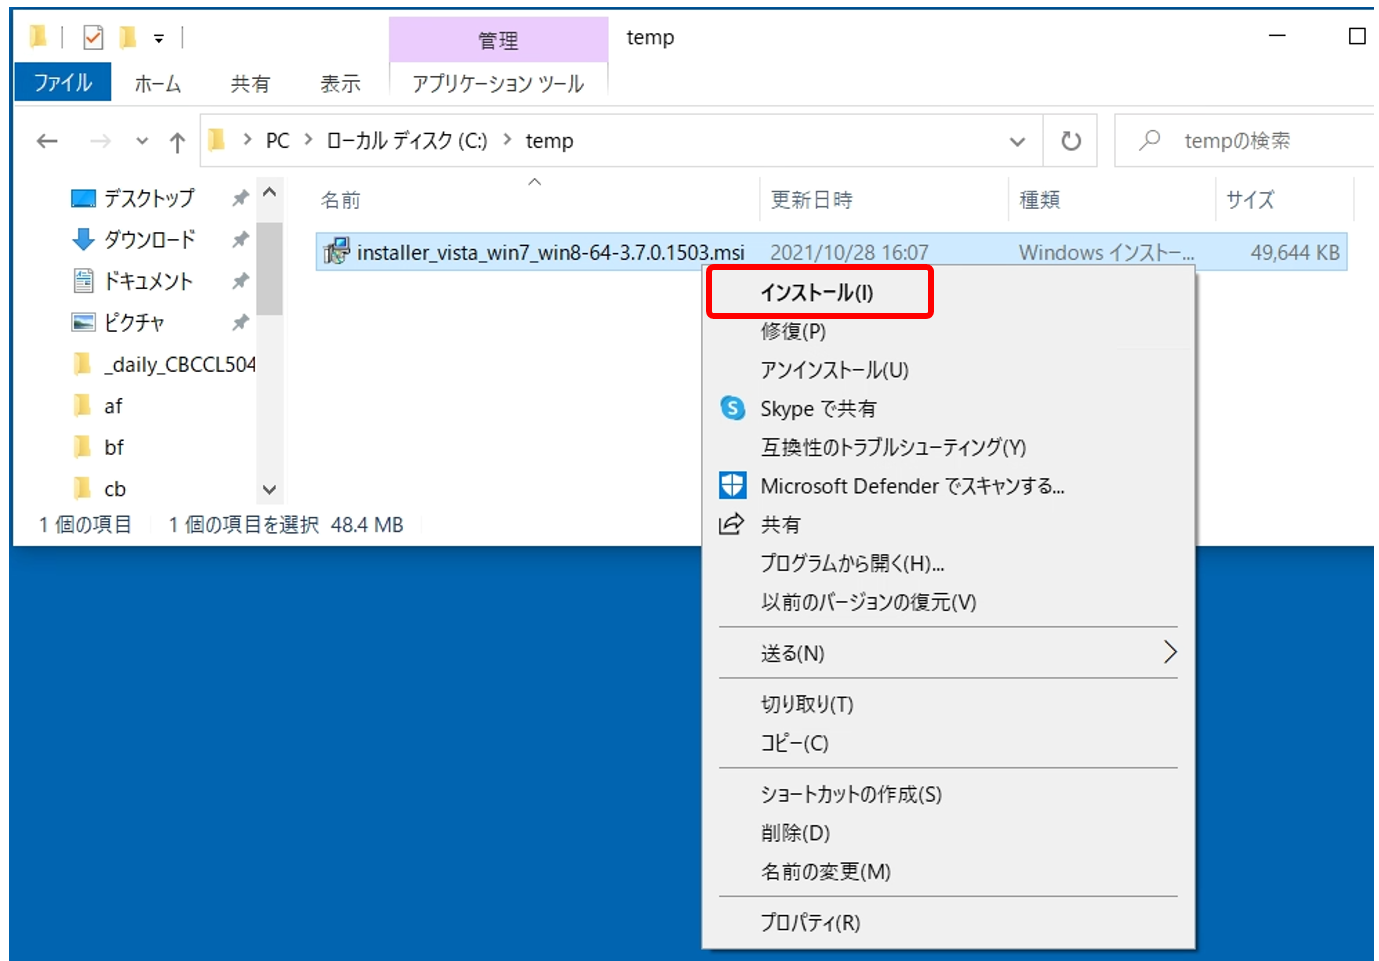 管理
temp
ファイル ホーム 共有 表示 アプリケーション ツール
PC ローカル ディスク (C:) temp
tempの検索
名前 更新日時 種類 サイズ
installer_vista_win7_win8-64-3.7.0.1503.msi 2021/10/28 16:07 Windows インストー... 49,644 KB
デスクトップ
ダウンロード
ドキュメント
ピクチャ
_daily_CBCCL504
af
bf
cb
1 個の項目 1 個の項目を選択 48.4 MB
インストール(I)
修復(P)
アンインストール(U)
Skype で共有
互換性のトラブルシューティング(Y)
Microsoft Defender でスキャンする...
共有
プログラムから開く(H)...
以前のバージョンの復元(V)
送る(N)
切り取り(T)
コピー(C)
ショートカットの作成(S)
削除(D)
名前の変更(M)
プロパティ(R)